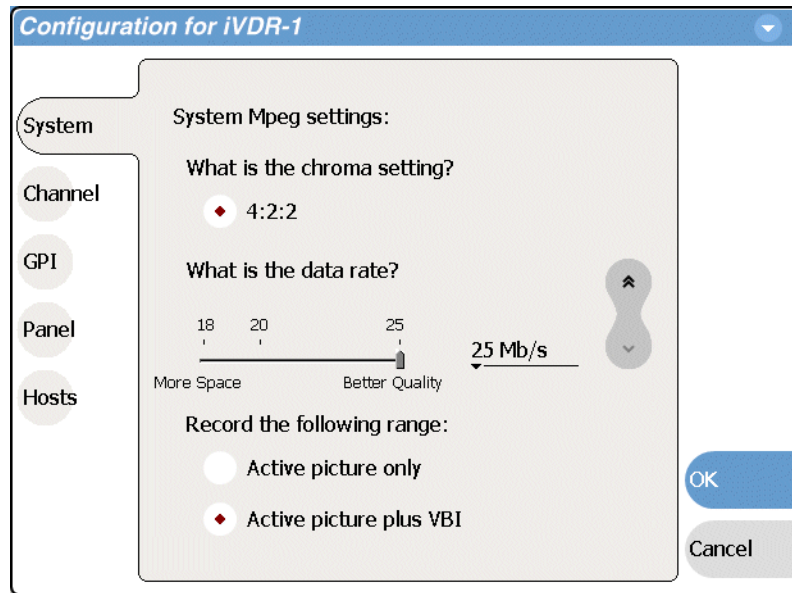 Configuration for iVDR-1
System
Channel
GPI
Panel
Hosts
System Mpeg settings:
What is the chroma setting?
4:2:2
What is the data rate?
18 20 25
25 Mb/s
More Space Better Quality
Record the following range:
Active picture only
Active picture plus VBI
OK
Cancel